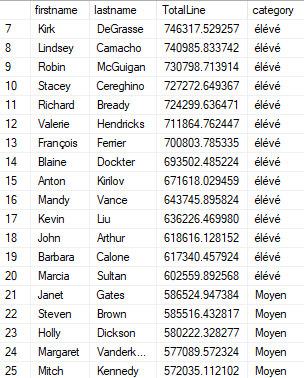 firstname lastname TotalLine category
7 Kirk DeGrasse 746317.529257 élévé
8 Lindsey Camacho 740985.833742 élévé
9 Robin McGuigan 730798.713914 élévé
10 Stacey Cereghino 727272.649367 élévé
11 Richard Bready 724299.636471 élévé
12 Valerie Hendricks 711864.762447 élévé
13 François Ferrier 700803.785335 élévé
14 Blaine Dockter 693502.485224 élévé
15 Anton Kirilov 671618.029459 élévé
16 Mandy Vance 643745.895824 élévé
17 Kevin Liu 636226.469980 élévé
18 John Arthur 618616.128152 élévé
19 Barbara Calone 617340.457924 élévé
20 Marcia Sultan 602559.892568 élévé
21 Janet Gates 586524.947384 Moyen
22 Steven Brown 585516.432817 Moyen
23 Holly Dickson 580222.328277 Moyen
24 Margaret Vanderk... 577089.572324 Moyen
25 Mitch Kennedy 572035.112102 Moyen